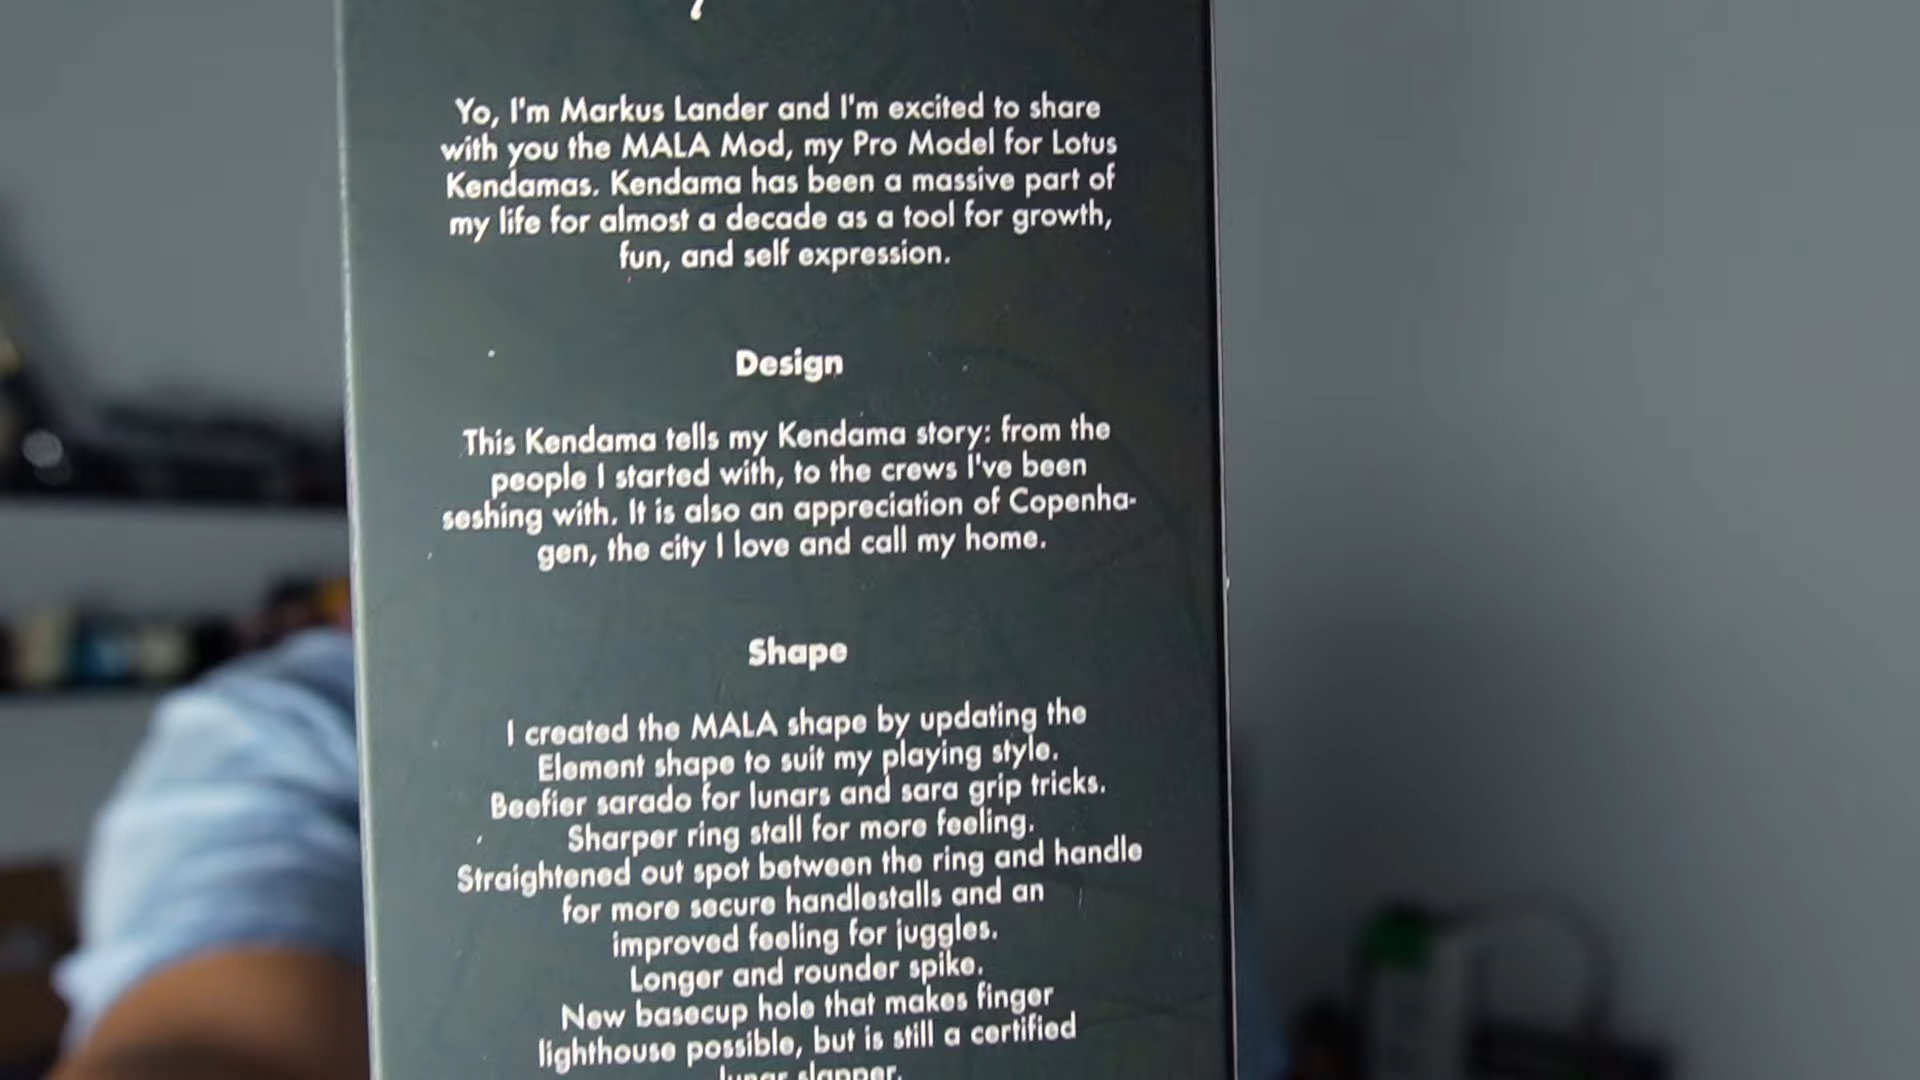 Yo, I'm Markus Lander and I'm excited to share
with you the MALA Mod, my Pro Model for Lotus
Kendamas. Kendama has been a massive part of
my life for almost a decade as a tool for growth,
fun, and self expression.
Design
This Kendama tells my Kendama story: from the
people I started with, to the crews I've been
seshing with. It is also an appreciation of Copenha-
gen, the city I love and call my home.
Shape
I created the MALA shape by updating the
Element shape to suit my playing style.
Beefier sarado for lunars and sara grip tricks.
Sharper ring stall for more feeling.
Straightened out spot between the ring and handle
for more secure handlestalls and an
improved feeling for juggles.
Longer and rounder spike.
New basecup hole that makes finger
lighthouse possible, but is still a certified
lunar slapper.